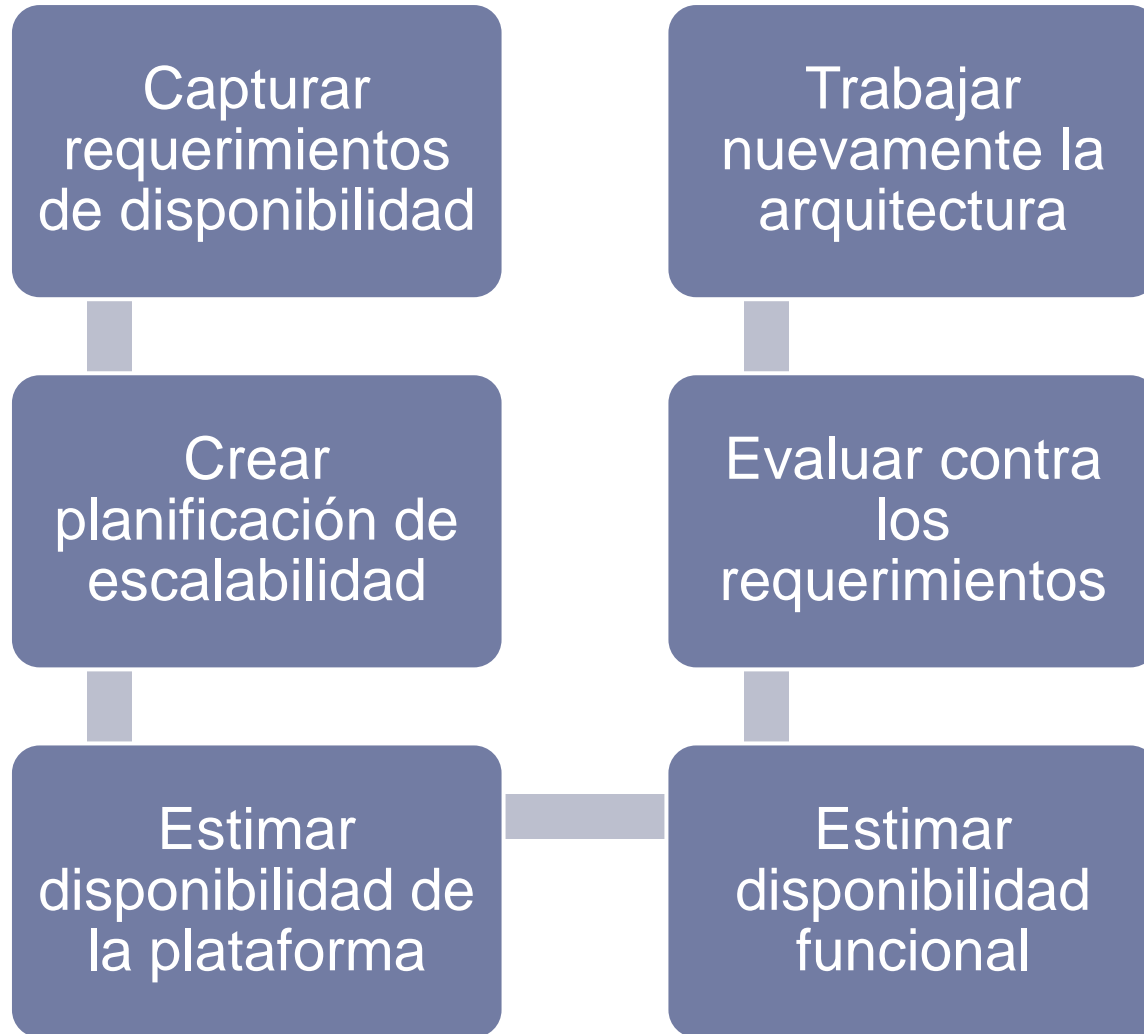 Capturar
requerimientos
de disponibilidad
Crear
planificación de
escalabilidad
Estimar
disponibilidad de
la plataforma
Estimar
disponibilidad
funcional
Evaluar contra
los
requerimientos
Trabajar
nuevamente la
arquitectura